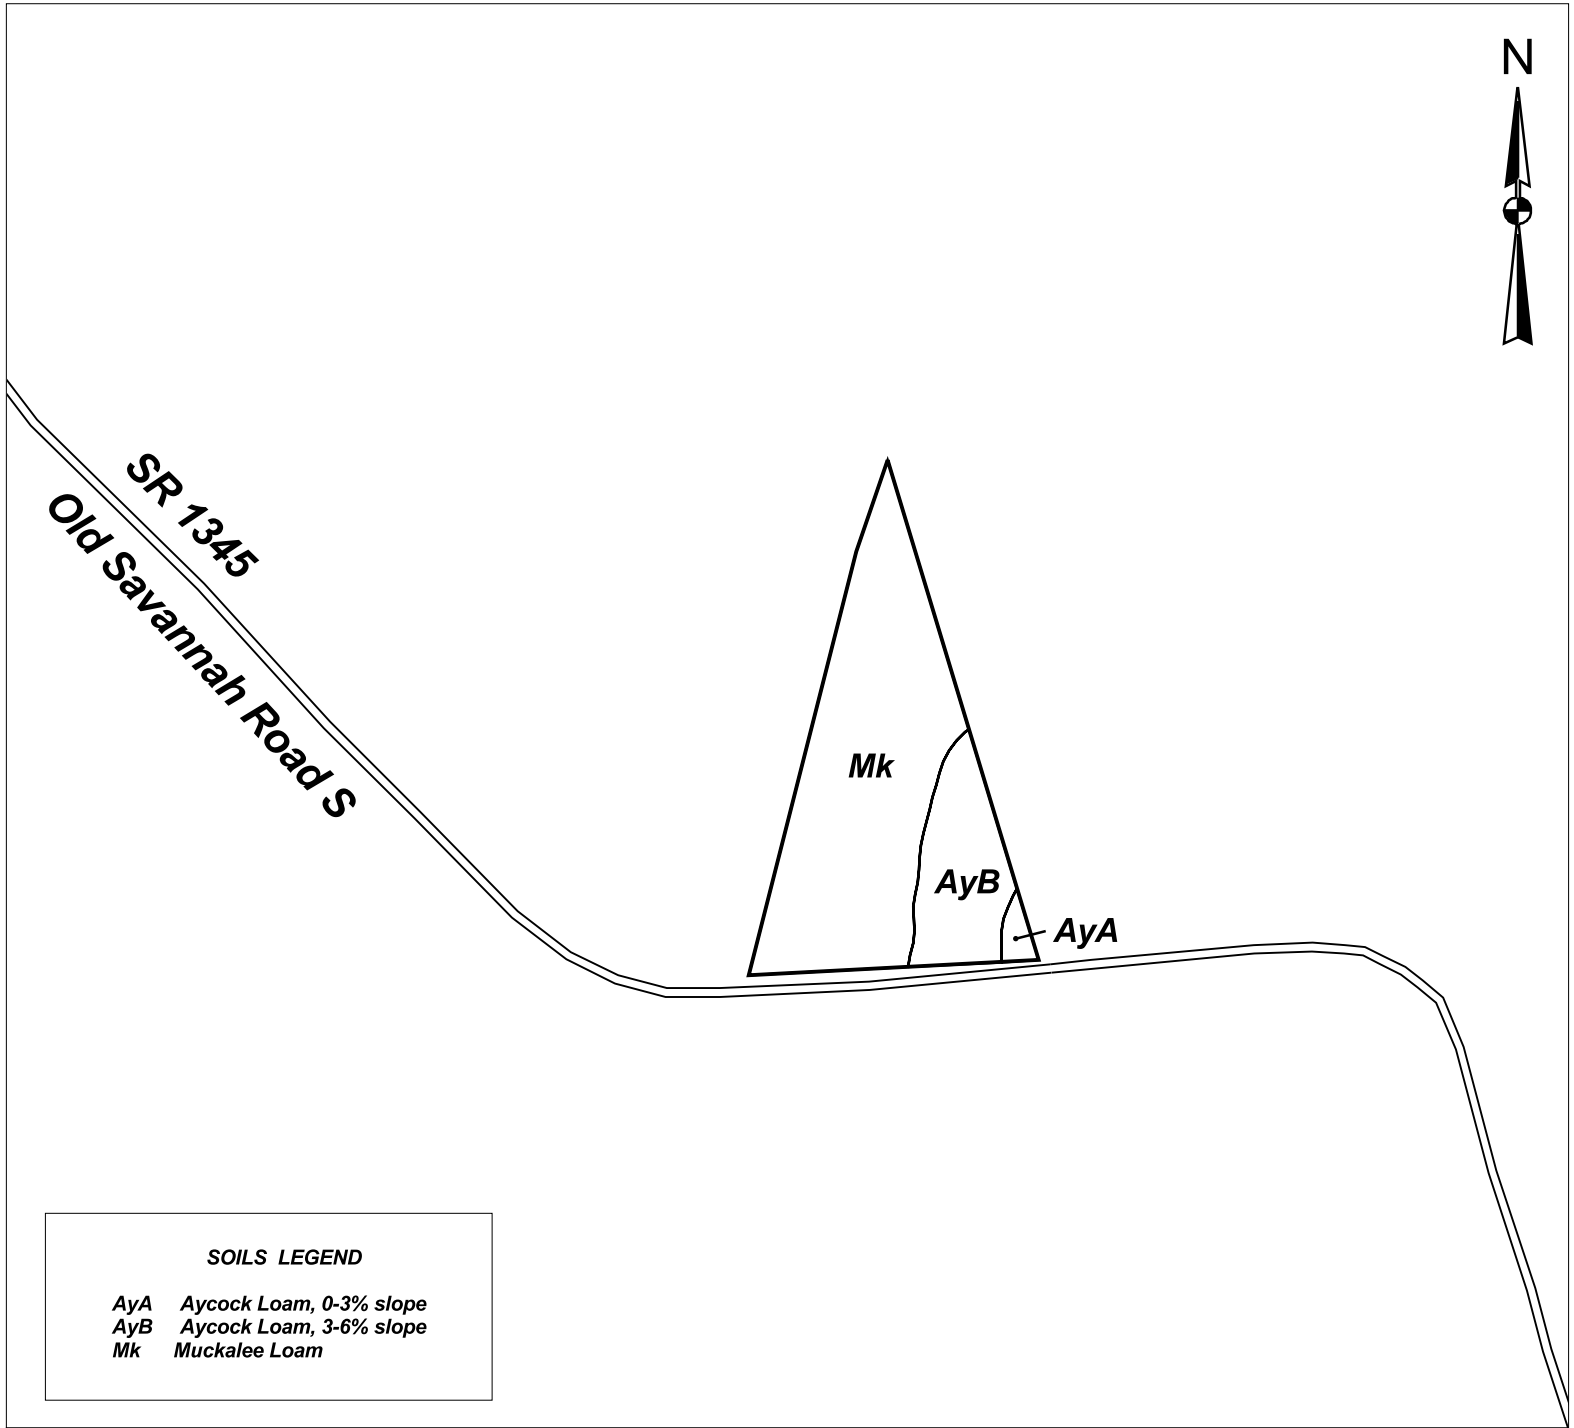 N
SR 1345
Old Savannah Road S
Mk
AyB
AyA
SOILS LEGEND
AyA Aycock Loam, 0-3% slope
AyB Aycock Loam, 3-6% slope
Mk Muckalee Loam